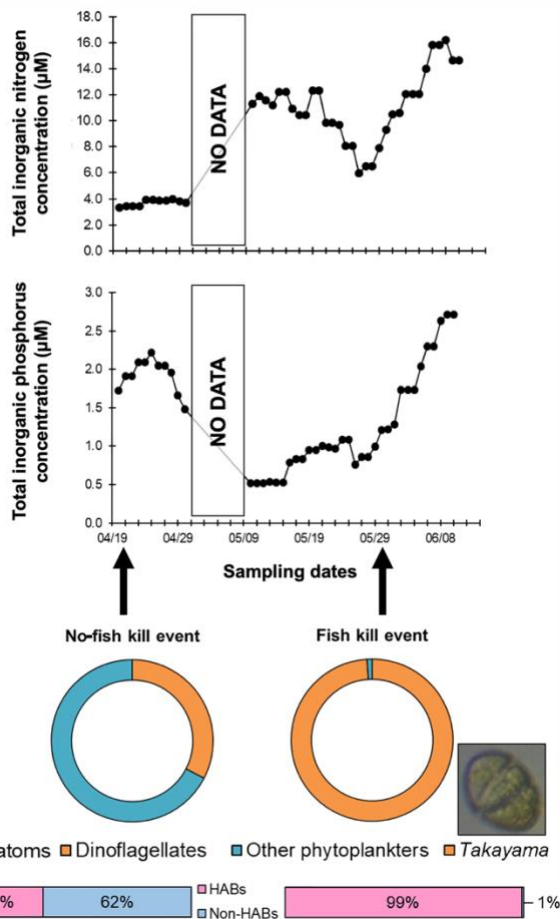 Total inorganic nitrogen
concentration (µM)
18.0
16.0
14.0
12.0
10.0
8.0
6.0
4.0
2.0
0.0
NO DATA
Total inorganic phosphorus
concentration (µM)
3.0
2.5
2.0
1.5
1.0
0.5
0.0
NO DATA
04/19 04/29 05/09 05/19 05/29 06/08
Sampling dates
No-fish kill event Fish kill event
atoms Dinoflagellates Other phytoplankters Takayama
% 62% HABs 99% 1%
Non-HABs